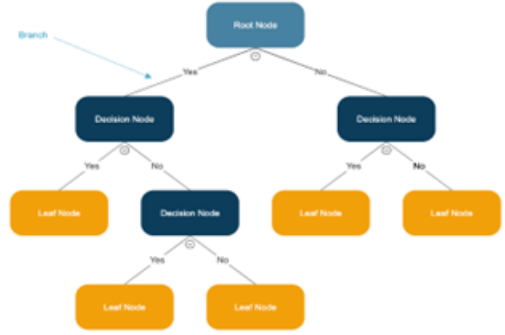 Root Node
Branch
Yes
No
Decision Node
Decision Node
Yes
No
Yes
No
Leaf Node
Decision Node
Leaf Node
Leaf Node
Yes
No
Leaf Node
Leaf Node